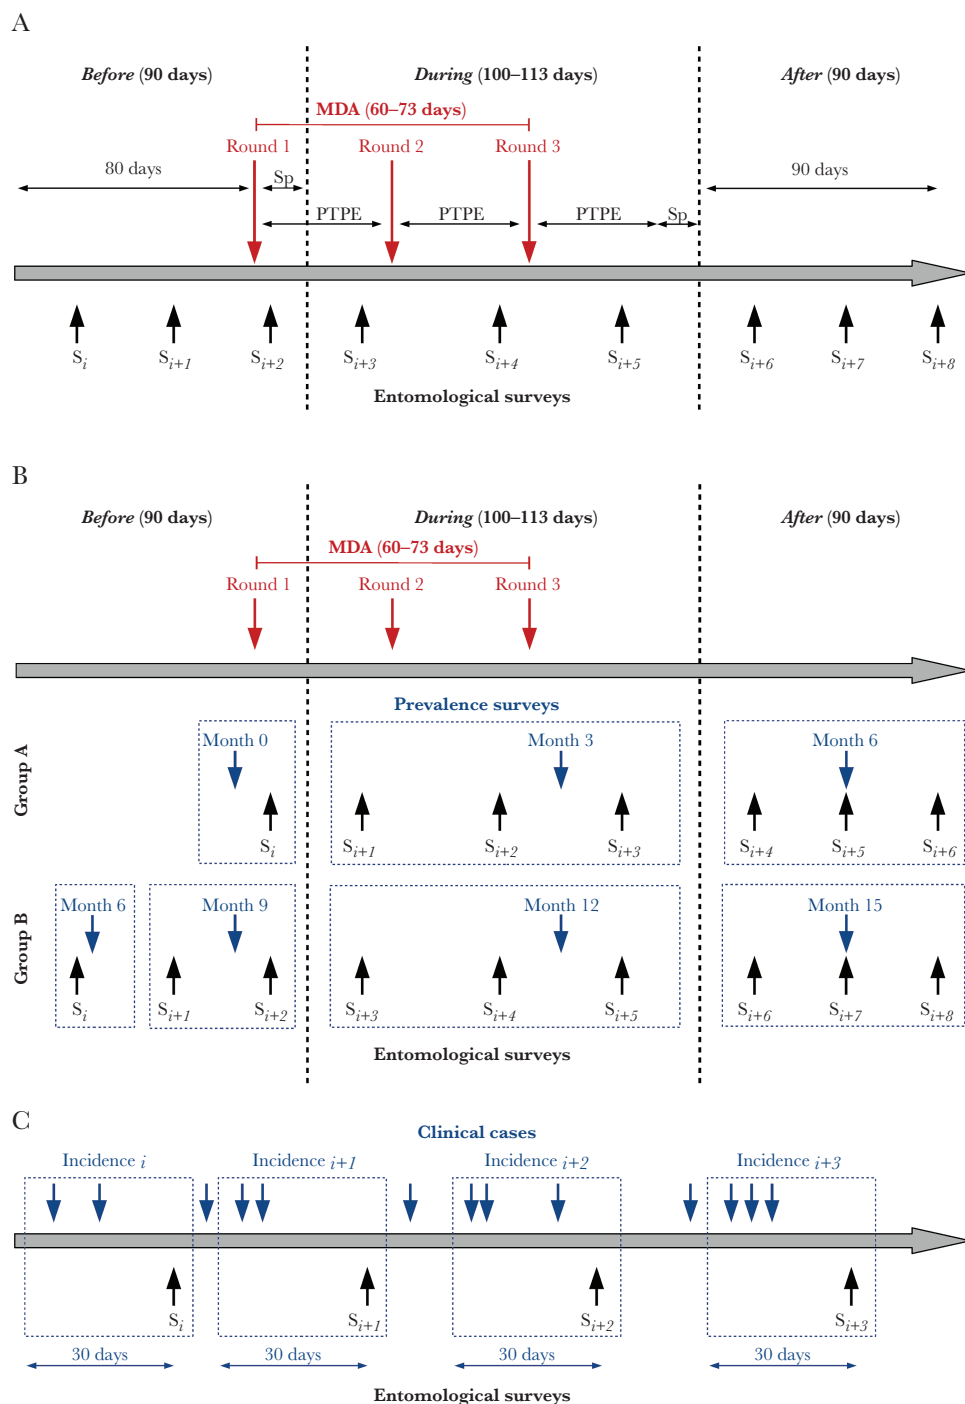 A
Before (90 days) During (100–113 days) After (90 days)
MDA (60–73 days)
Round 1 Round 2 Round 3
80 days Sp 90 days
PTPE PTPE PTPE Sp
Si Si+1 Si+2 Si+3 Si+4 Si+5 Si+6 Si+7 Si+8
Entomological surveys
B
Before (90 days) During (100–113 days) After (90 days)
MDA (60–73 days)
Round 1 Round 2 Round 3
Prevalence surveys
Group A
Month 0 Month 3 Month 6
Si Si+1 Si+2 Si+3 Si+4 Si+5 Si+6
Group B
Month 6 Month 9 Month 12 Month 15
Si Si+1 Si+2 Si+3 Si+4 Si+5 Si+6 Si+7 Si+8
Entomological surveys
C
Clinical cases
Incidence i Incidence i+1 Incidence i+2 Incidence i+3
Si Si+1 Si+2 Si+3
30 days 30 days 30 days 30 days
Entomological surveys